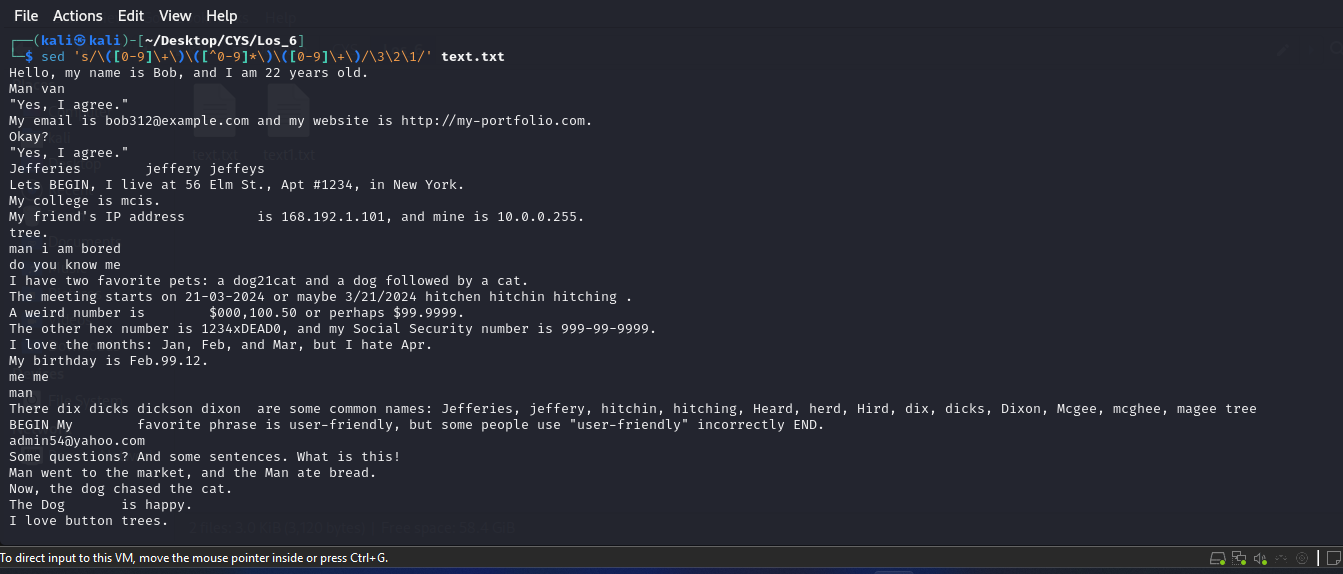 File Actions Edit View Help
┌──(kali㉿kali)-[~/Desktop/CYS/Los_6]
└─$ sed 's/\([0-9]\+\)\([^0-9]*\)\([0-9]\+\)/\3\2\1/' text.txt
Hello, my name is Bob, and I am 22 years old.
Man van
"Yes, I agree."
My email is bob312@example.com and my website is http://my-portfolio.com.
Okay?
"Yes, I agree."
Jefferies        jeffery jeffeys
Lets BEGIN, I live at 56 Elm St., Apt #1234, in New York.
My college is mcis.
My friend's IP address         is 168.192.1.101, and mine is 10.0.0.255.
tree.
man i am bored
do you know me
I have two favorite pets: a dog21cat and a dog followed by a cat.
The meeting starts on 21-03-2024 or maybe 3/21/2024 hitchen hitchin hitching .
A weird number is        $000,100.50 or perhaps $99.9999.
The other hex number is 1234xDEAD0, and my Social Security number is 999-99-9999.
I love the months: Jan, Feb, and Mar, but I hate Apr.
My birthday is Feb.99.12.
me me
man
There dix dicks dickson dixon  are some common names: Jefferies, jeffery, hitchin, hitching, Heard, herd, Hird, dix, dicks, Dixon, Mcgee, mcghee, magee tree
BEGIN My        favorite phrase is user-friendly, but some people use "user-friendly" incorrectly END.
admin54@yahoo.com
Some questions? And some sentences. What is this!
Man went to the market, and the Man ate bread.
Now, the dog chased the cat.
The Dog       is happy.
I love button trees.
To direct input to this VM, move the mouse pointer inside or press Ctrl+G.